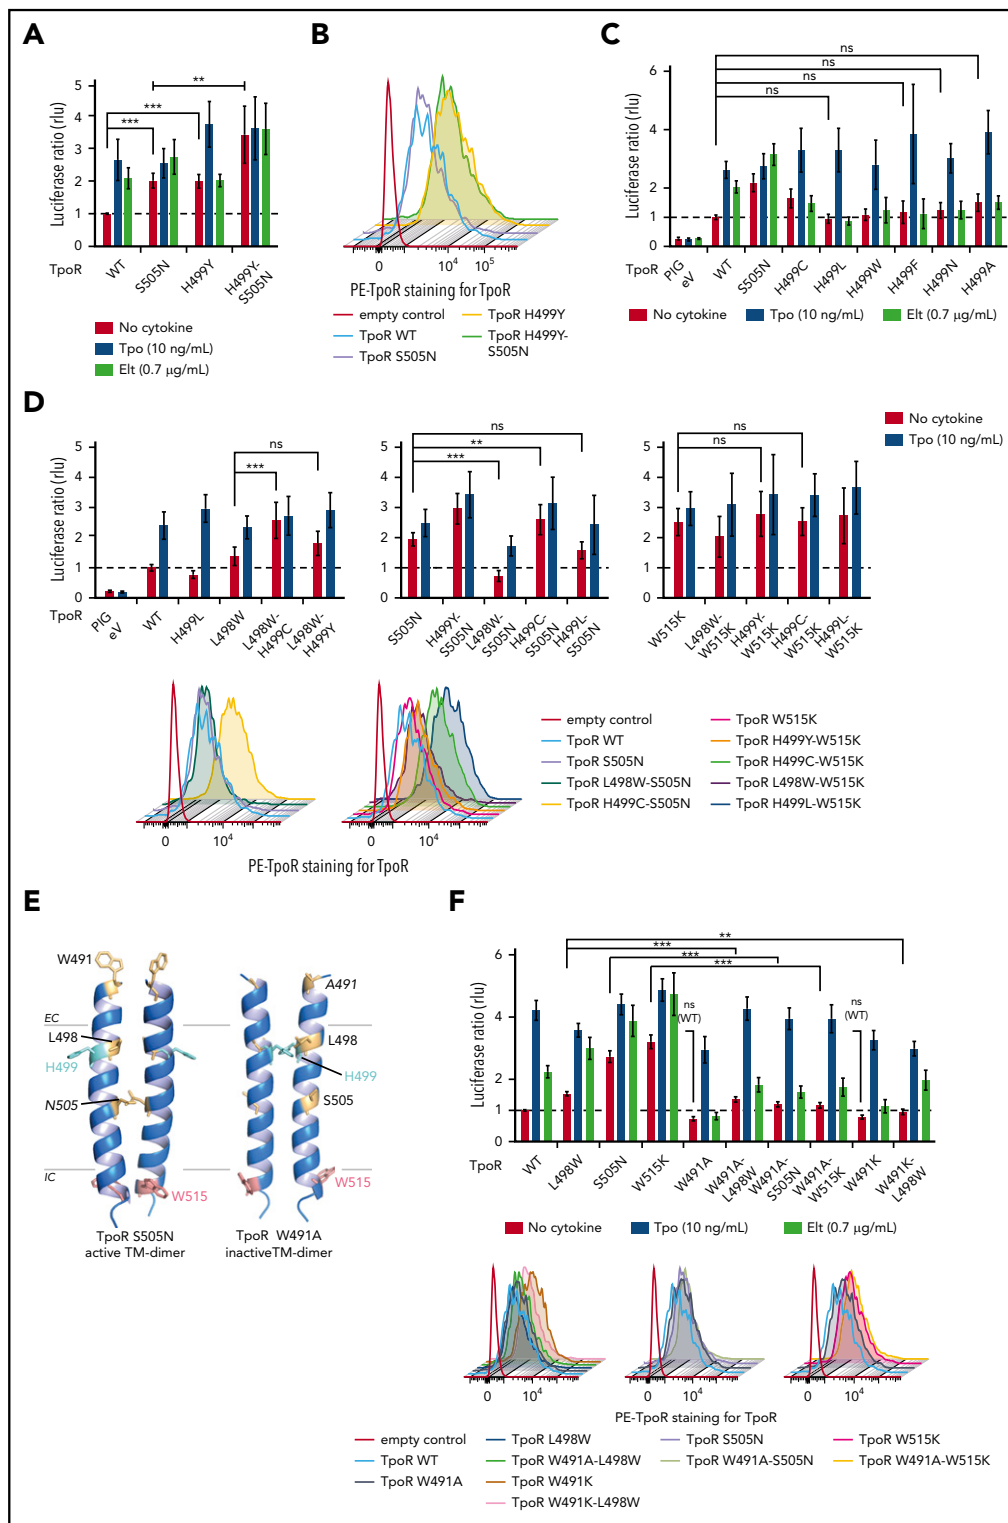 A
Luciferase ratio (rlu)
5
4
3
2
1
0
***
***
**
TpoR
WT
S505N
H499Y
H499Y-
S505N
No cytokine
Tpo (10 ng/mL)
Elt (0.7 µg/mL)
B
0
10⁴
10⁵
PE-TpoR staining for TpoR
empty control
TpoR WT
TpoR S505N
TpoR H499Y
TpoR H499Y-
S505N
C
Luciferase ratio (rlu)
6
4
2
1
0
ns
ns
ns
ns
ns
TpoR
PIG
eV
WT
S505N
H499C
H499L
H499W
H499F
H499N
H499A
No cytokine
Tpo (10 ng/mL)
Elt (0.7 µg/mL)
D
No cytokine
Tpo (10 ng/mL)
Luciferase ratio (rlu)
5
4
3
2
1
0
ns
***
TpoR
PIG
eV
WT
H499L
L498W
L498W-
H499C
L498W-
H499Y
5
4
3
2
1
0
ns
**
***
S505N
H499Y-
S505N
L498W-
S505N
H499C-
S505N
H499L-
S505N
5
4
3
2
1
0
ns
ns
W515K
L498W-
W515K
H499Y-
W515K
H499C-
W515K
H499L-
W515K
0
10⁴
0
10⁴
PE-TpoR staining for TpoR
empty control
TpoR WT
TpoR S505N
TpoR L498W-S505N
TpoR H499C-S505N
TpoR W515K
TpoR H499Y-W515K
TpoR H499C-W515K
TpoR L498W-W515K
TpoR H499L-W515K
E
W491
A491
EC
L498
L498
H499
H499
N505
S505
IC
W515
W515
TpoR S505N
active TM-dimer
TpoR W491A
inactiveTM-dimer
F
Luciferase ratio (rlu)
6
4
2
1
0
**
***
***
***
ns
(WT)
ns
(WT)
TpoR
WT
L498W
S505N
W515K
W491A
W491A-
L498W
W491A-
S505N
W491A-
W515K
W491K
W491K-
L498W
No cytokine
Tpo (10 ng/mL)
Elt (0.7 µg/mL)
0
10⁴
0
10⁴
0
10⁴
PE-TpoR staining for TpoR
empty control
TpoR WT
TpoR W491A
TpoR L498W
TpoR W491A-L498W
TpoR W491K
TpoR W491K-L498W
TpoR S505N
TpoR W491A-S505N
TpoR W515K
TpoR W491A-W515K